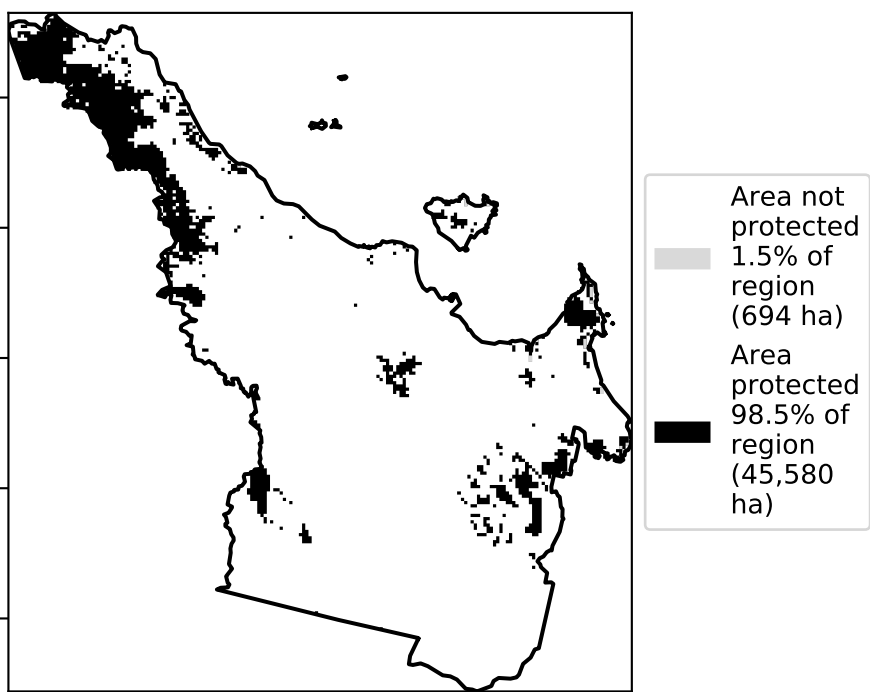 Area not
protected
1.5% of
region
(694 ha)
Area
protected
98.5% of
region
(45,580
ha)